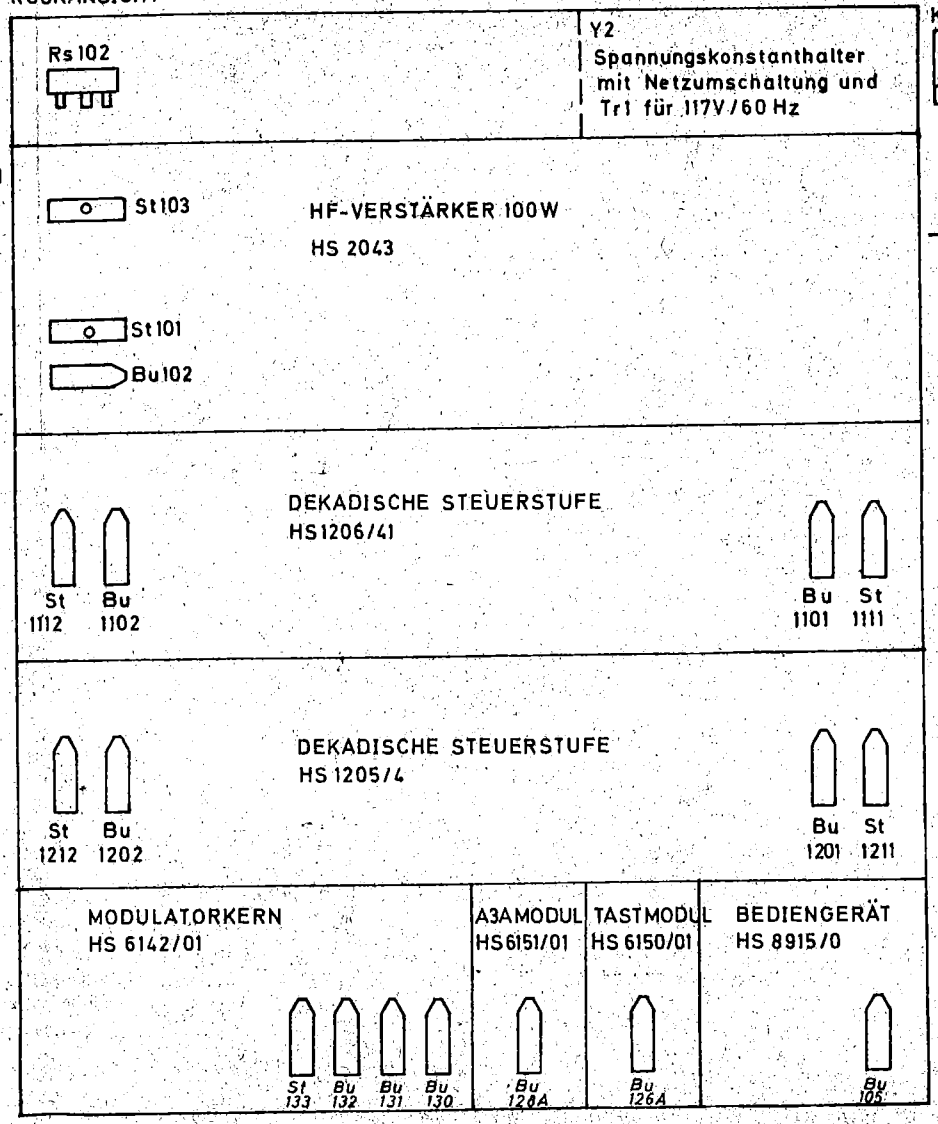 RÜCKANSICHT
Rs 102
Y2
Spannungskonstanthalter
mit Netzumschaltung und
Tr1 für 117V/60 Hz
St103
HF-VERSTÄRKER 100W
HS 2043
St101
Bu102
DEKADISCHE STEUERSTUFE
HS1206/41
St
1112
Bu
1102
Bu
1101
St
1111
DEKADISCHE STEUERSTUFE
HS 1205/4
St
1212
Bu
1202
Bu
1201
St
1211
MODULATORKERN
HS 6142/01
A3A MODUL
HS6151/01
TASTMODUL
HS 6150/01
BEDIENGERÄT
HS 8915/0
St
133
Bu
132
Bu
131
Bu
130
Bu
128A
Bu
126A
Bu
105